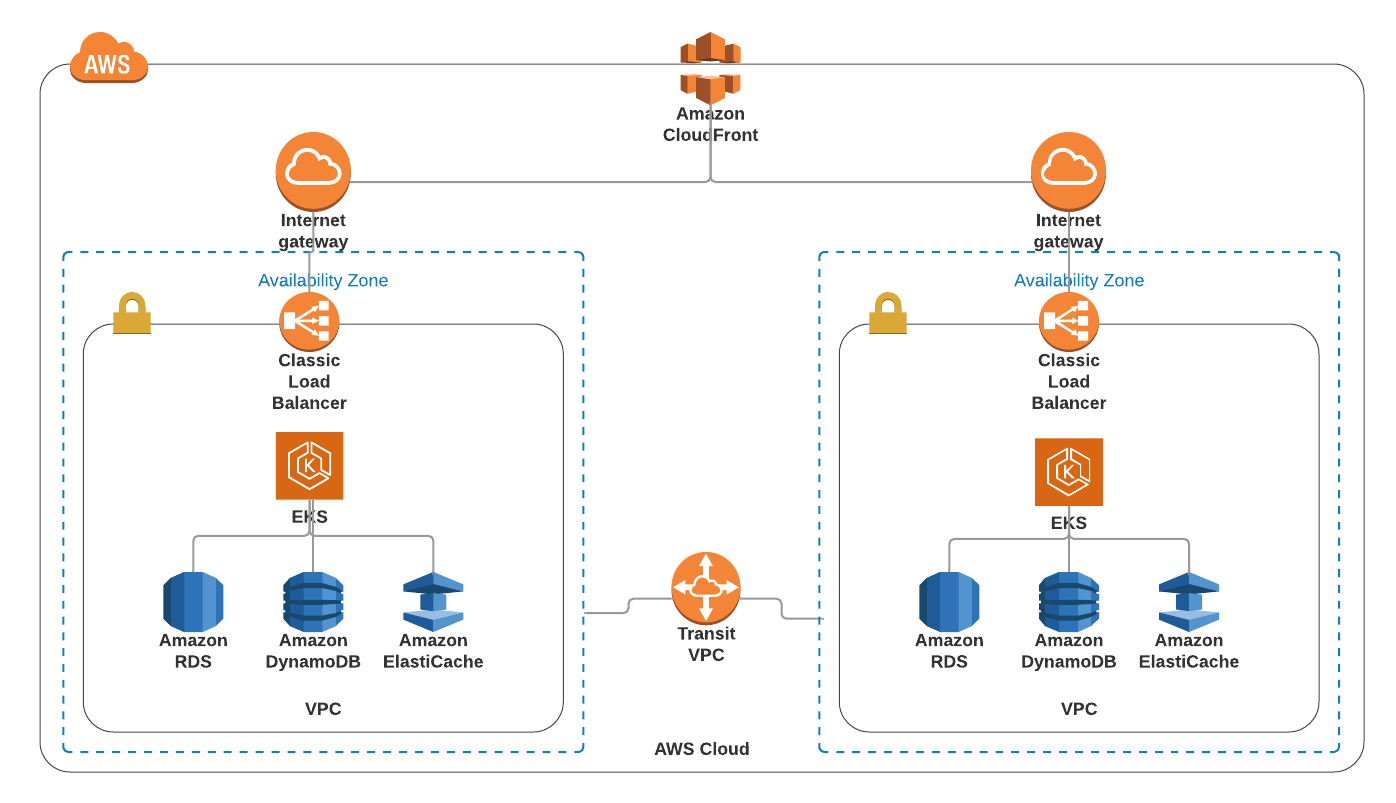 AWS
Amazon
CloudFront
Internet
gateway
Internet
gateway
Availability Zone
Classic
Load
Balancer
K
EKS
Amazon
RDS
Amazon
DynamoDB
Amazon
ElastiCache
VPC
Transit
VPC
Availability Zone
Classic
Load
Balancer
K
EKS
Amazon
RDS
Amazon
DynamoDB
Amazon
ElastiCache
VPC
AWS Cloud